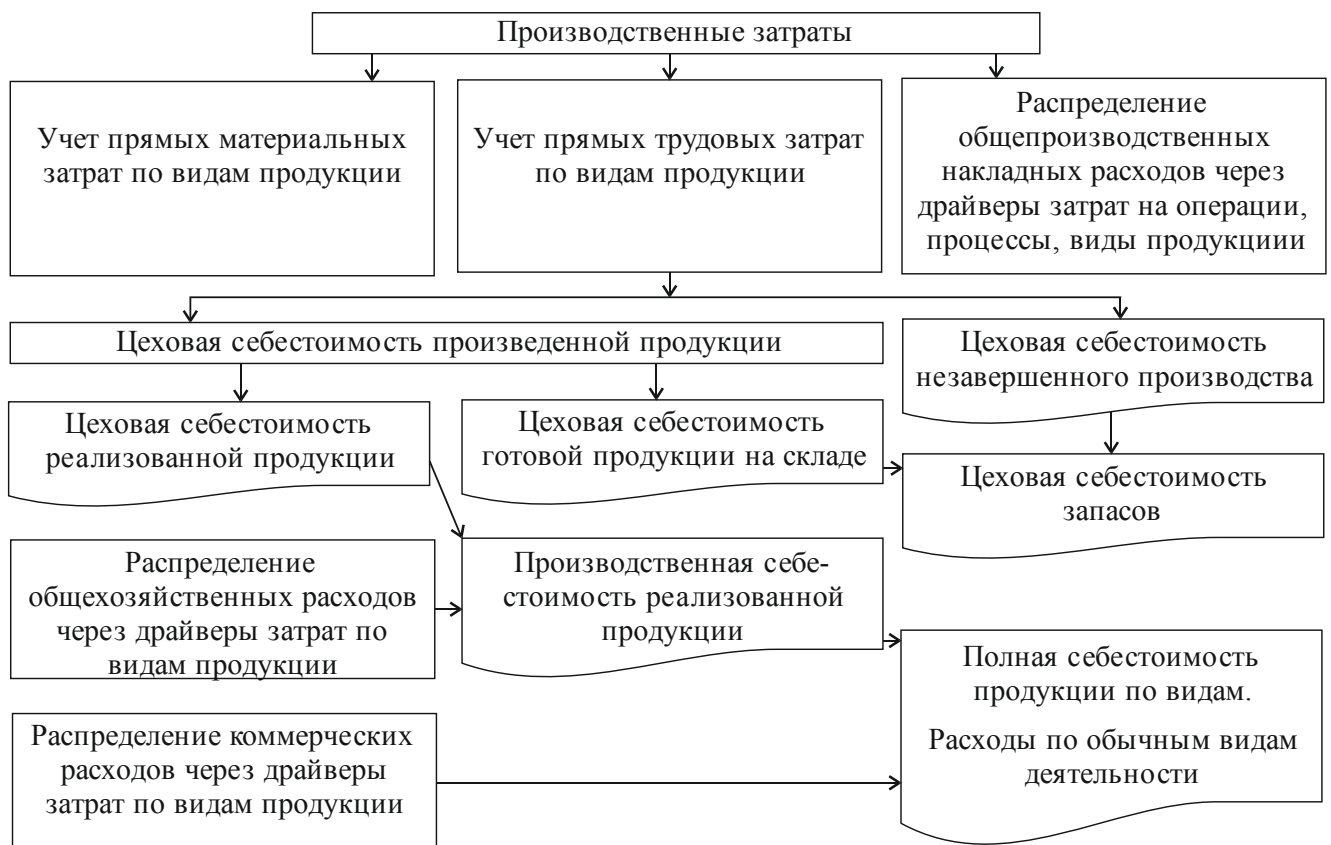 Производственные затраты
Учет прямых материальных
затрат по видам продукции
Учет прямых трудовых затрат
по видам продукции
Распределение
общепроизводственных
накладных расходов через
драйверы затрат на операции,
процессы, виды продукциии
Цеховая себестоимость произведенной продукции
Цеховая себестоимость
незавершенного производства
Цеховая себестоимость
реализованной продукции
Цеховая себестоимость
готовой продукции на складе
Цеховая себестоимость
запасов
Распределение
общехозяйственных расходов
через драйверы затрат по
видам продукции
Производственная себе-
стоимость реализованной
продукции
Полная себестоимость
продукции по видам.
Расходы по обычным видам
деятельности
Распределение коммерческих
расходов через драйверы
затрат по видам продукции